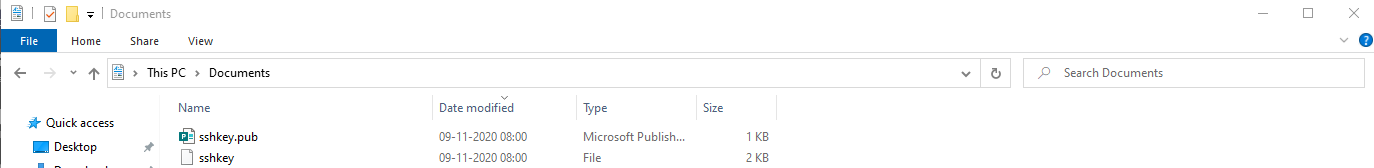 Documents
File Home Share View
This PC Documents Search Documents
Name Date modified Type Size
Quick access
sshkey.pub 09-11-2020 08:00 Microsoft Publish... 1 KB
Desktop
sshkey 09-11-2020 08:00 File 2 KB